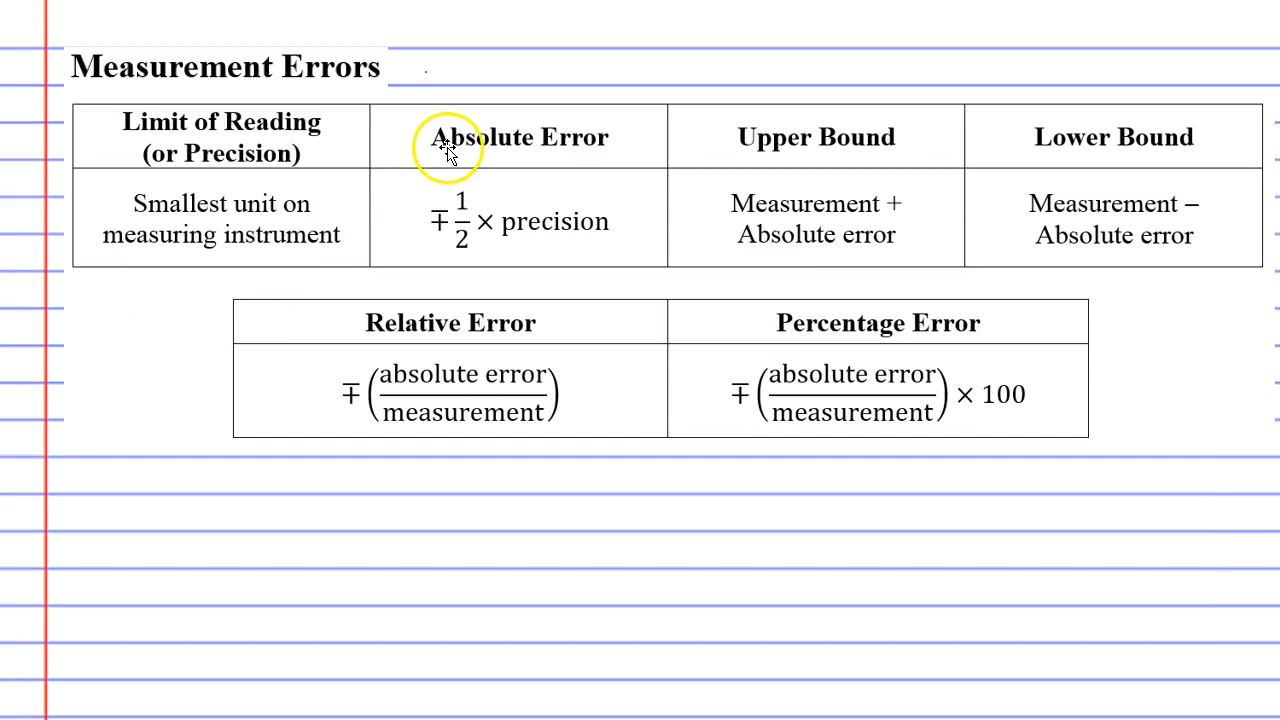 Measurement Errors
Limit of Reading
(or Precision)
Absolute Error
Upper Bound
Lower Bound
Smallest unit on
measuring instrument
∓ 1/2 × precision
Measurement +
Absolute error
Measurement –
Absolute error
Relative Error
Percentage Error
∓ (absolute error/measurement)
∓ (absolute error/measurement) × 100